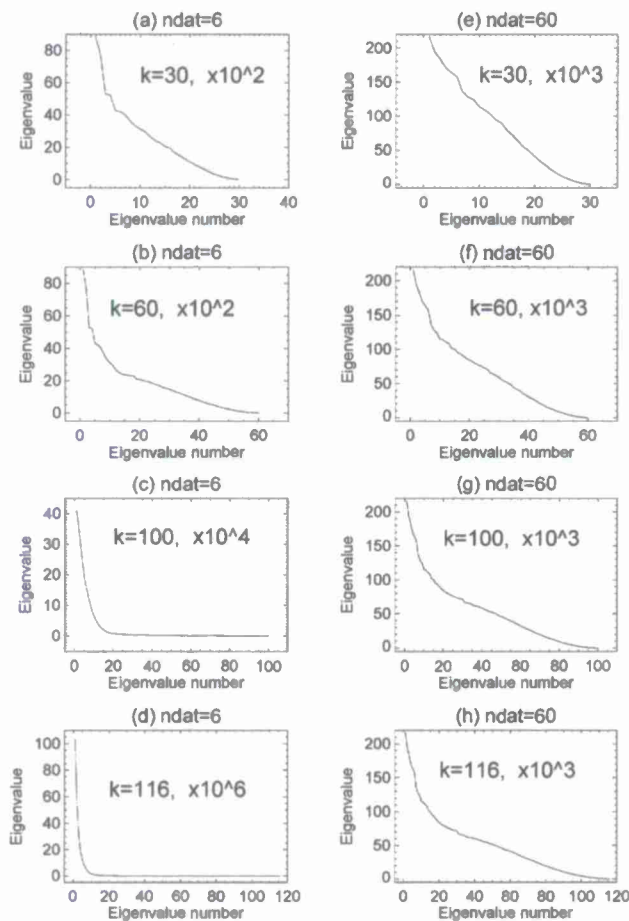 (a) ndat=6
Eigenvalue
80
60
40
20
0
k=30, x10^2
0 10 20 30 40
Eigenvalue number
(e) ndat=60
Eigenvalue
200
150
100
50
0
k=30, x10^3
0 10 20 30
Eigenvalue number
(b) ndat=6
Eigenvalue
80
60
40
20
0
k=60, x10^2
0 20 40 60
Eigenvalue number
(f) ndat=60
Eigenvalue
200
150
100
50
0
k=60, x10^3
0 20 40 60
Eigenvalue number
(c) ndat=6
Eigenvalue
40
30
20
10
0
k=100, x10^4
0 20 40 60 80 100
Eigenvalue number
(g) ndat=60
Eigenvalue
200
150
100
50
0
k=100, x10^3
0 20 40 60 80 100
Eigenvalue number
(d) ndat=6
Eigenvalue
100
80
60
40
20
0
k=116, x10^6
0 20 40 60 80 100 120
Eigenvalue number
(h) ndat=60
Eigenvalue
200
150
100
50
0
k=116, x10^3
0 20 40 60 80 100 120
Eigenvalue number